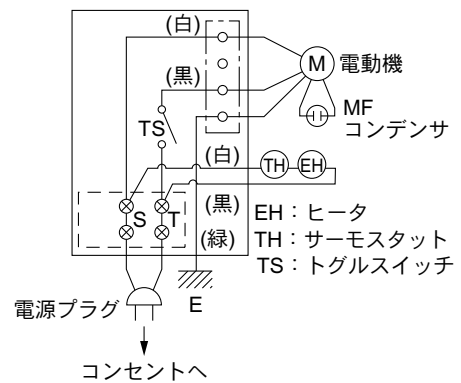 (白)
M
電動機
(黒)
MF
コンデンサ
TS
(白)
TH
EH
S
T
(黒)
(緑)
EH：ヒータ
TH：サーモスタット
TS：トグルスイッチ
電源プラグ
E
コンセントへ